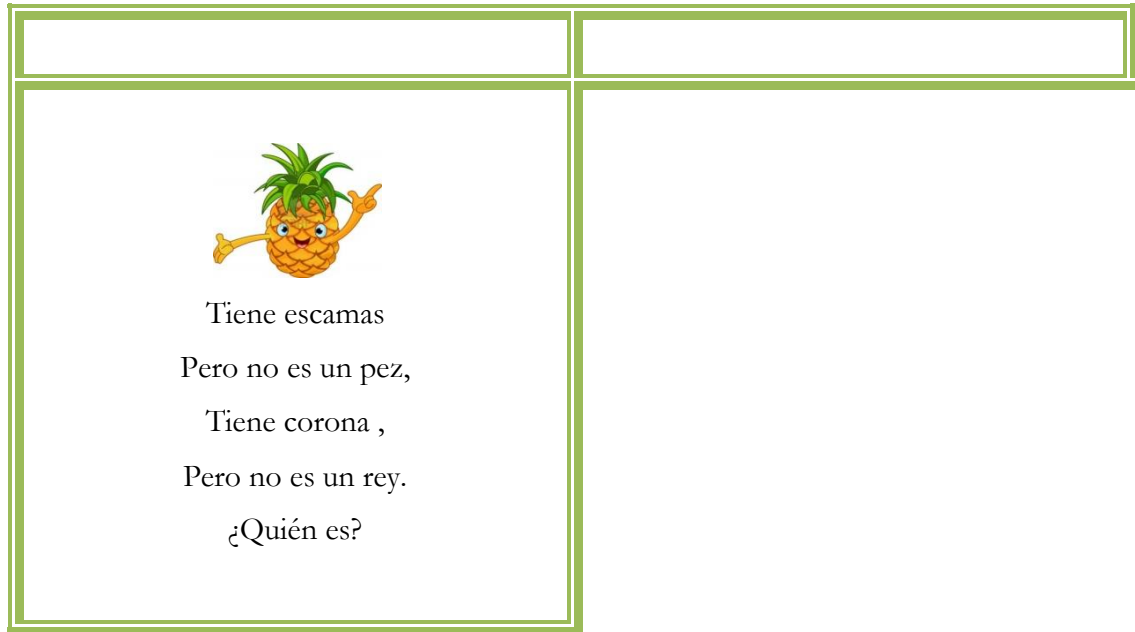 Tiene escamas
Pero no es un pez,
Tiene corona ,
Pero no es un rey.
¿Quién es?